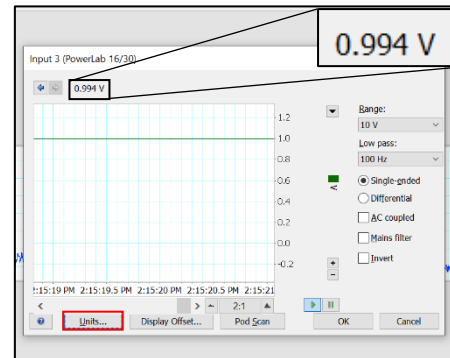 0.994 V
Input 3 (PowerLab 16/30)
0.994 V
1.2
1.0
0.8
0.6
0.4
0.2
0.0
-0.2
V
:15:19 PM 2:15:19.5 PM 2:15:20 PM 2:15:20.5 PM 2:15:21
2:1
Range:
10 V
Low pass:
100 Hz
Single-ended
Differential
AC coupled
Mains filter
Invert
Units...
Display Offset...
Pod Scan
OK
Cancel